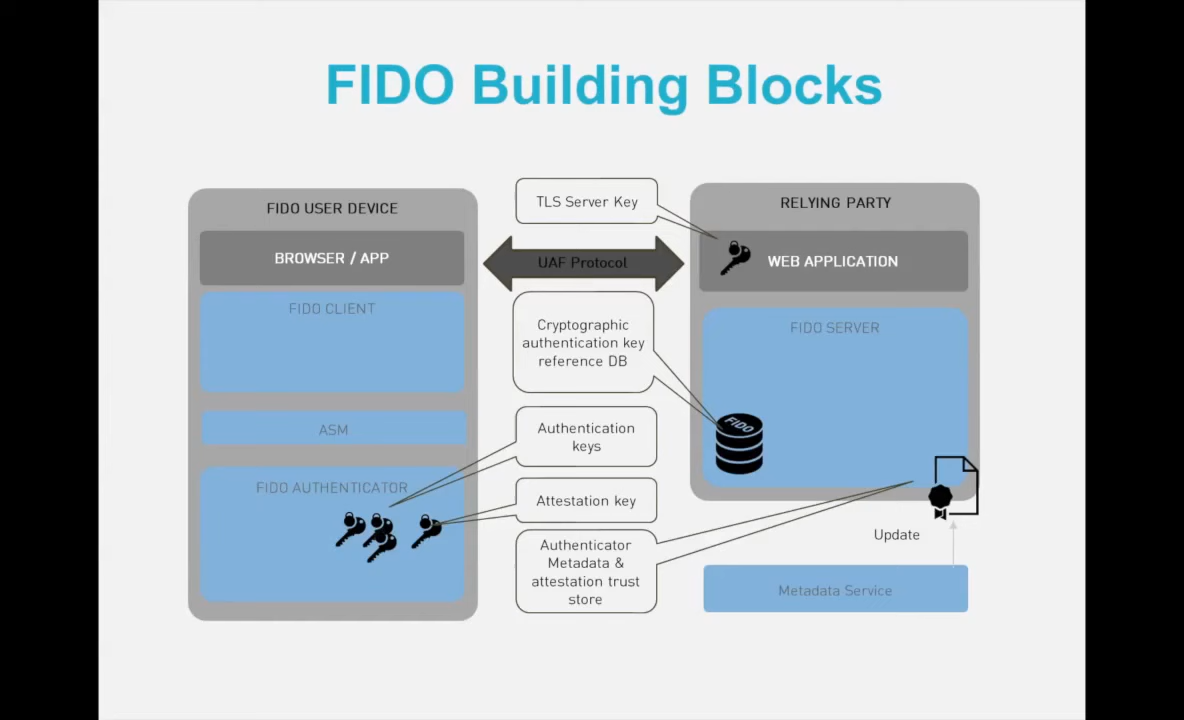 FIDO Building Blocks
FIDO USER DEVICE
BROWSER / APP
FIDO CLIENT
ASM
FIDO AUTHENTICATOR
TLS Server Key
UAF Protocol
Cryptographic
authentication key
reference DB
Authentication
keys
Attestation key
Authenticator
Metadata &
attestation trust
store
RELYING PARTY
WEB APPLICATION
FIDO SERVER
FIDO
Update
Metadata Service